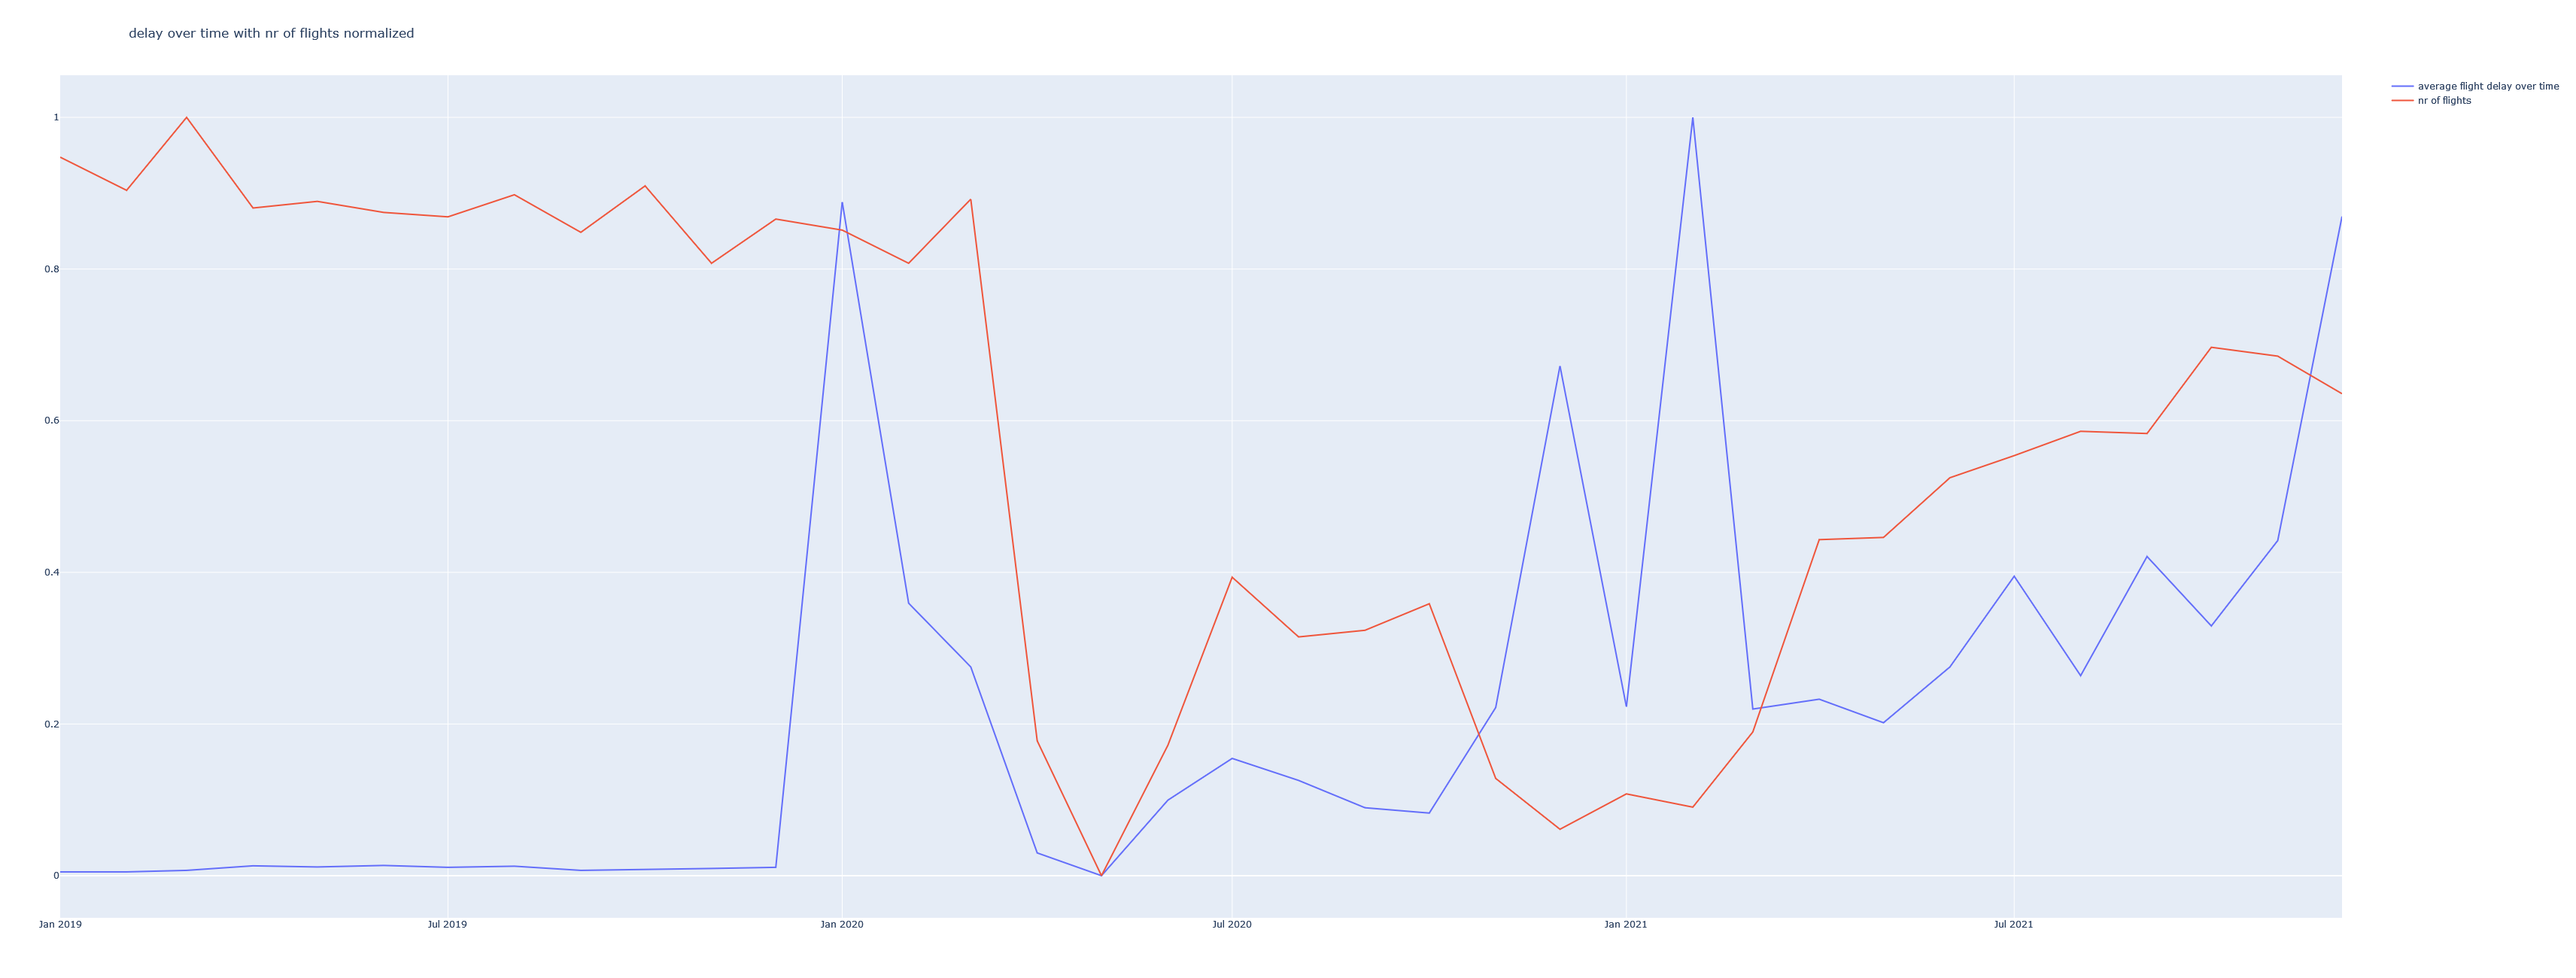 delay over time with nr of flights normalized
average flight delay over time
nr of flights
1
0.8
0.6
0.4
0.2
0
Jan 2019 Jul 2019 Jan 2020 Jul 2020 Jan 2021 Jul 2021